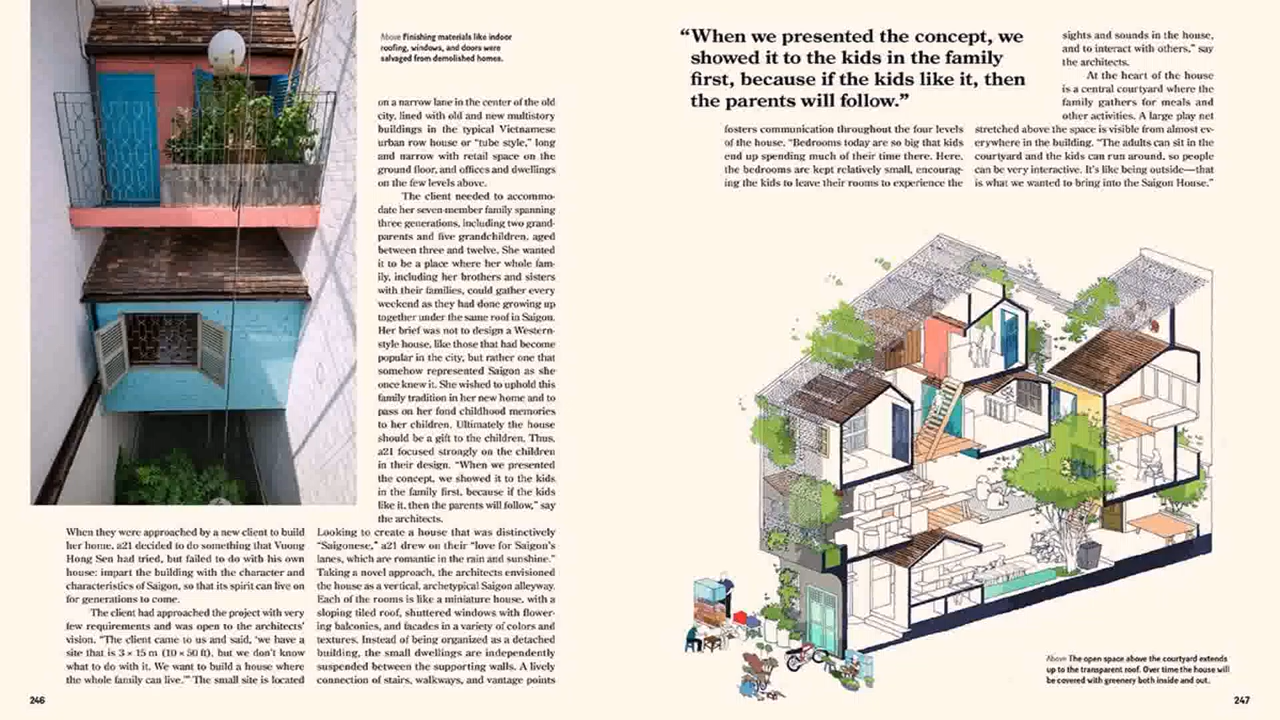 Above Finishing materials like indoor
roofing, windows, and doors were
salvaged from demolished homes.
on a narrow lane in the center of the old
city, lined with old and new multistory
buildings in the typical Vietnamese
urban row house or “tube style,” long
and narrow with retail space on the
ground floor, and offices and dwellings
on the few levels above.
The client needed to accommo-
date her seven-member family spanning
three generations, including two grand-
parents and five grandchildren, aged
between three and twelve. She wanted
it to be a place where her whole fam-
ily, including her brothers and sisters
with their families, could gather every
weekend as they had done growing up
together under the same roof in Saigon.
Her brief was not to design a Western-
style house, like those that had become
popular in the city, but rather one that
somehow represented Saigon as she
once knew it. She wished to uphold this
family tradition in her new home and to
pass on her fond childhood memories
to her children. Ultimately the house
should be a gift to the children. Thus,
a21 focused strongly on the children
in their design. “When we presented
the concept, we showed it to the kids
in the family first, because if the kids
like it, then the parents will follow,” say
the architects.
When they were approached by a new client to build
her home, a21 decided to do something that Vuong
Hong Sen had tried, but failed to do with his own
house: impart the building with the character and
characteristics of Saigon, so that its spirit can live on
for generations to come.
The client had approached the project with very
few requirements and was open to the architects’
vision. “The client came to us and said, ‘we have a
site that is 3 × 15 m (10 × 50 ft), but we don’t know
what to do with it. We want to build a house where
the whole family can live.’” The small site is located
Looking to create a house that was distinctively
“Saigonese,” a21 drew on their “love for Saigon’s
lanes, which are romantic in the rain and sunshine.”
Taking a novel approach, the architects envisioned
the house as a vertical, archetypical Saigon alleyway.
Each of the rooms is like a miniature house, with a
sloping tiled roof, shuttered windows with flower-
ing balconies, and facades in a variety of colors and
textures. Instead of being organized as a detached
building, the small dwellings are independently
suspended between the supporting walls. A lively
connection of stairs, walkways, and vantage points
246
“When we presented the concept, we
showed it to the kids in the family
first, because if the kids like it, then
the parents will follow.”
fosters communication throughout the four levels
of the house. “Bedrooms today are so big that kids
end up spending much of their time there. Here,
the bedrooms are kept relatively small, encourag-
ing the kids to leave their rooms to experience the
sights and sounds in the house,
and to interact with others,” say
the architects.
At the heart of the house
is a central courtyard where the
family gathers for meals and
other activities. A large play net
stretched above the space is visible from almost ev-
erywhere in the building. “The adults can sit in the
courtyard and the kids can run around, so people
can be very interactive. It’s like being outside—that
is what we wanted to bring into the Saigon House.”
Above The open space above the courtyard extends
up to the transparent roof. Over time the house will
be covered with greenery both inside and out.
247